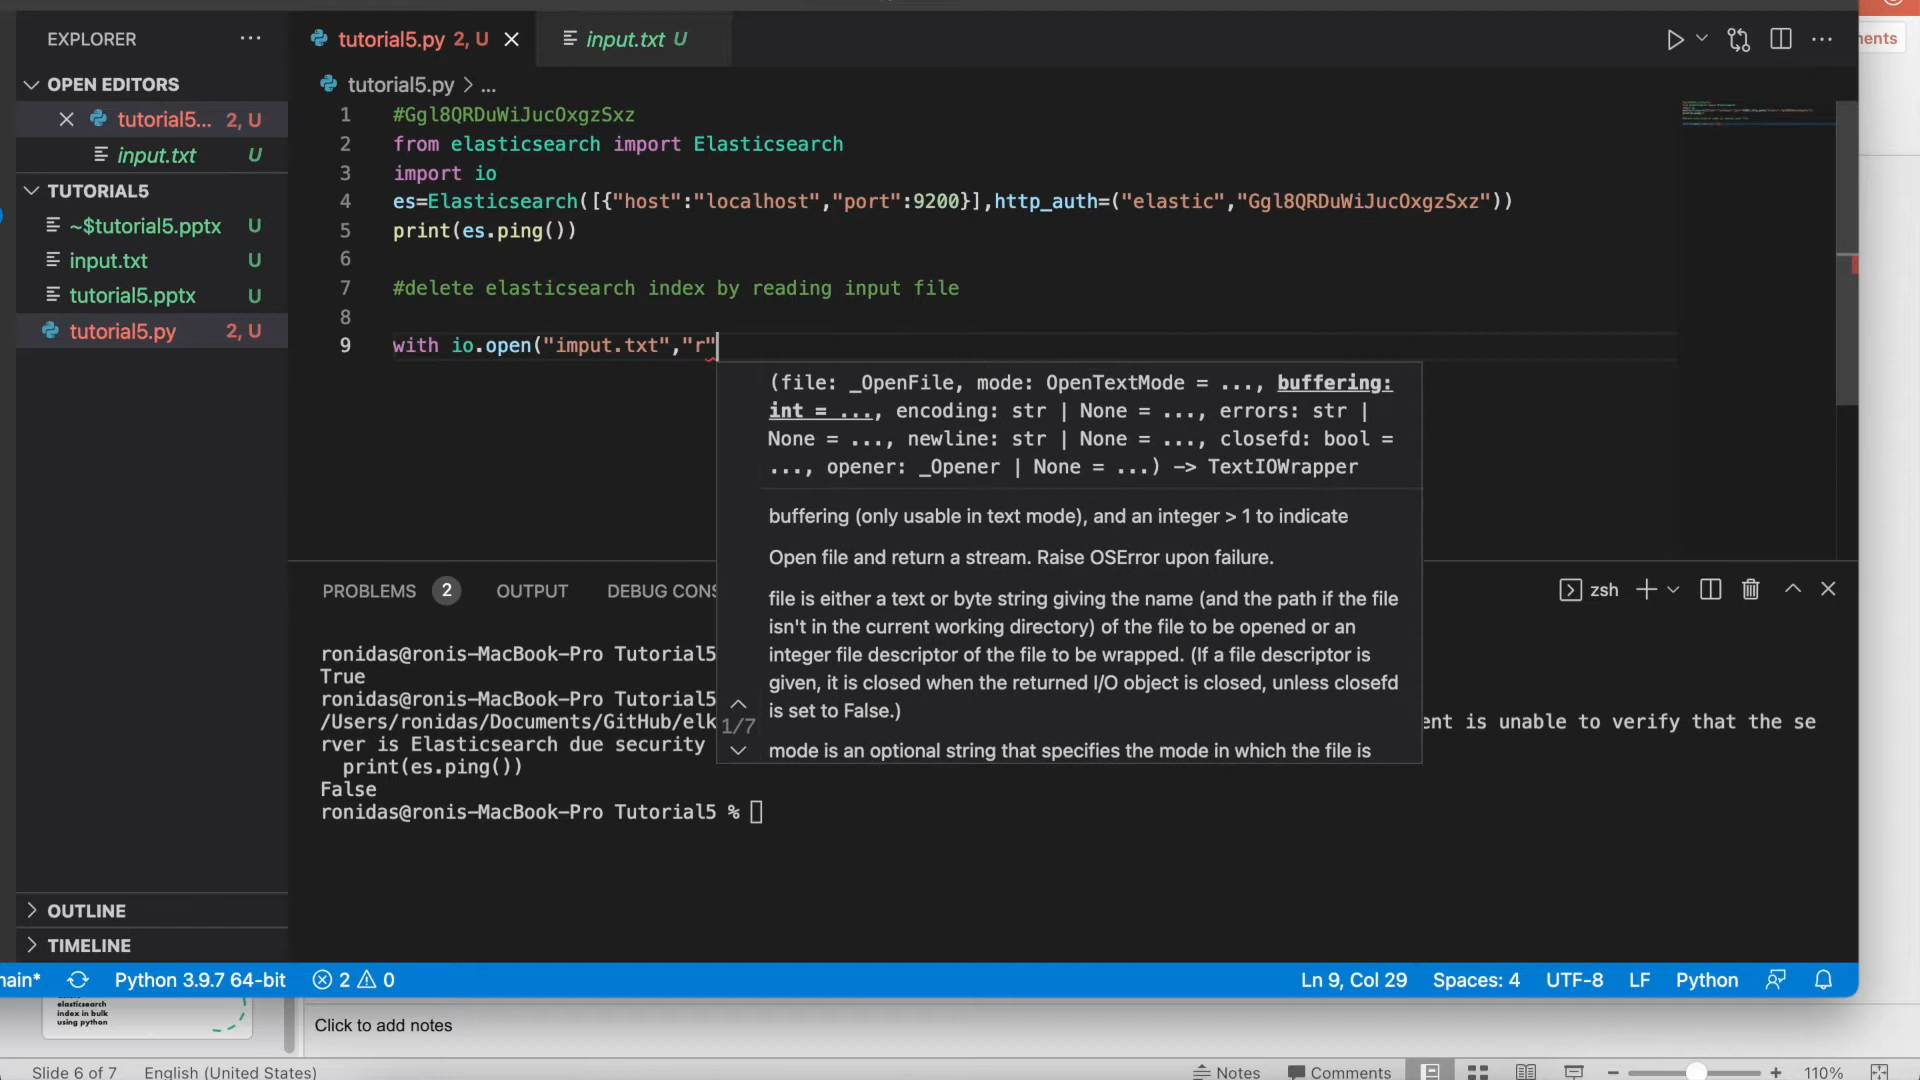 EXPLORER
tutorial5.py 2, U
input.txt U
ents
OPEN EDITORS
tutorial5... 2, U
input.txt U
TUTORIAL5
~$tutorial5.pptx U
input.txt U
tutorial5.pptx U
tutorial5.py 2, U
tutorial5.py > ...
1 #Ggl8QRDuWiJucOxgzSxz
2 from elasticsearch import Elasticsearch
3 import io
4 es=Elasticsearch([{"host":"localhost","port":9200}],http_auth=("elastic","Ggl8QRDuWiJucOxgzSxz"))
5 print(es.ping())
6
7 #delete elasticsearch index by reading input file
8
9 with io.open("imput.txt","r"
(file: _OpenFile, mode: OpenTextMode = ..., buffering:
int = ..., encoding: str | None = ..., errors: str |
None = ..., newline: str | None = ..., closefd: bool =
..., opener: _Opener | None = ...) -> TextIOWrapper
buffering (only usable in text mode), and an integer > 1 to indicate
Open file and return a stream. Raise OSError upon failure.
file is either a text or byte string giving the name (and the path if the file
isn't in the current working directory) of the file to be opened or an
integer file descriptor of the file to be wrapped. (If a file descriptor is
given, it is closed when the returned I/O object is closed, unless closefd
is set to False.)
1/7
mode is an optional string that specifies the mode in which the file is
PROBLEMS 2 OUTPUT DEBUG CONS
zsh
ronidas@ronis-MacBook-Pro Tutorial5
True
ronidas@ronis-MacBook-Pro Tutorial5
/Users/ronidas/Documents/GitHub/elk ent is unable to verify that the se
rver is Elasticsearch due security
print(es.ping())
False
ronidas@ronis-MacBook-Pro Tutorial5 %
OUTLINE
TIMELINE
nain* Python 3.9.7 64-bit 2 0 Ln 9, Col 29 Spaces: 4 UTF-8 LF Python
elasticsearch
index in bulk
using python
Click to add notes
Slide 6 of 7 English (United States) Notes Comments 110%